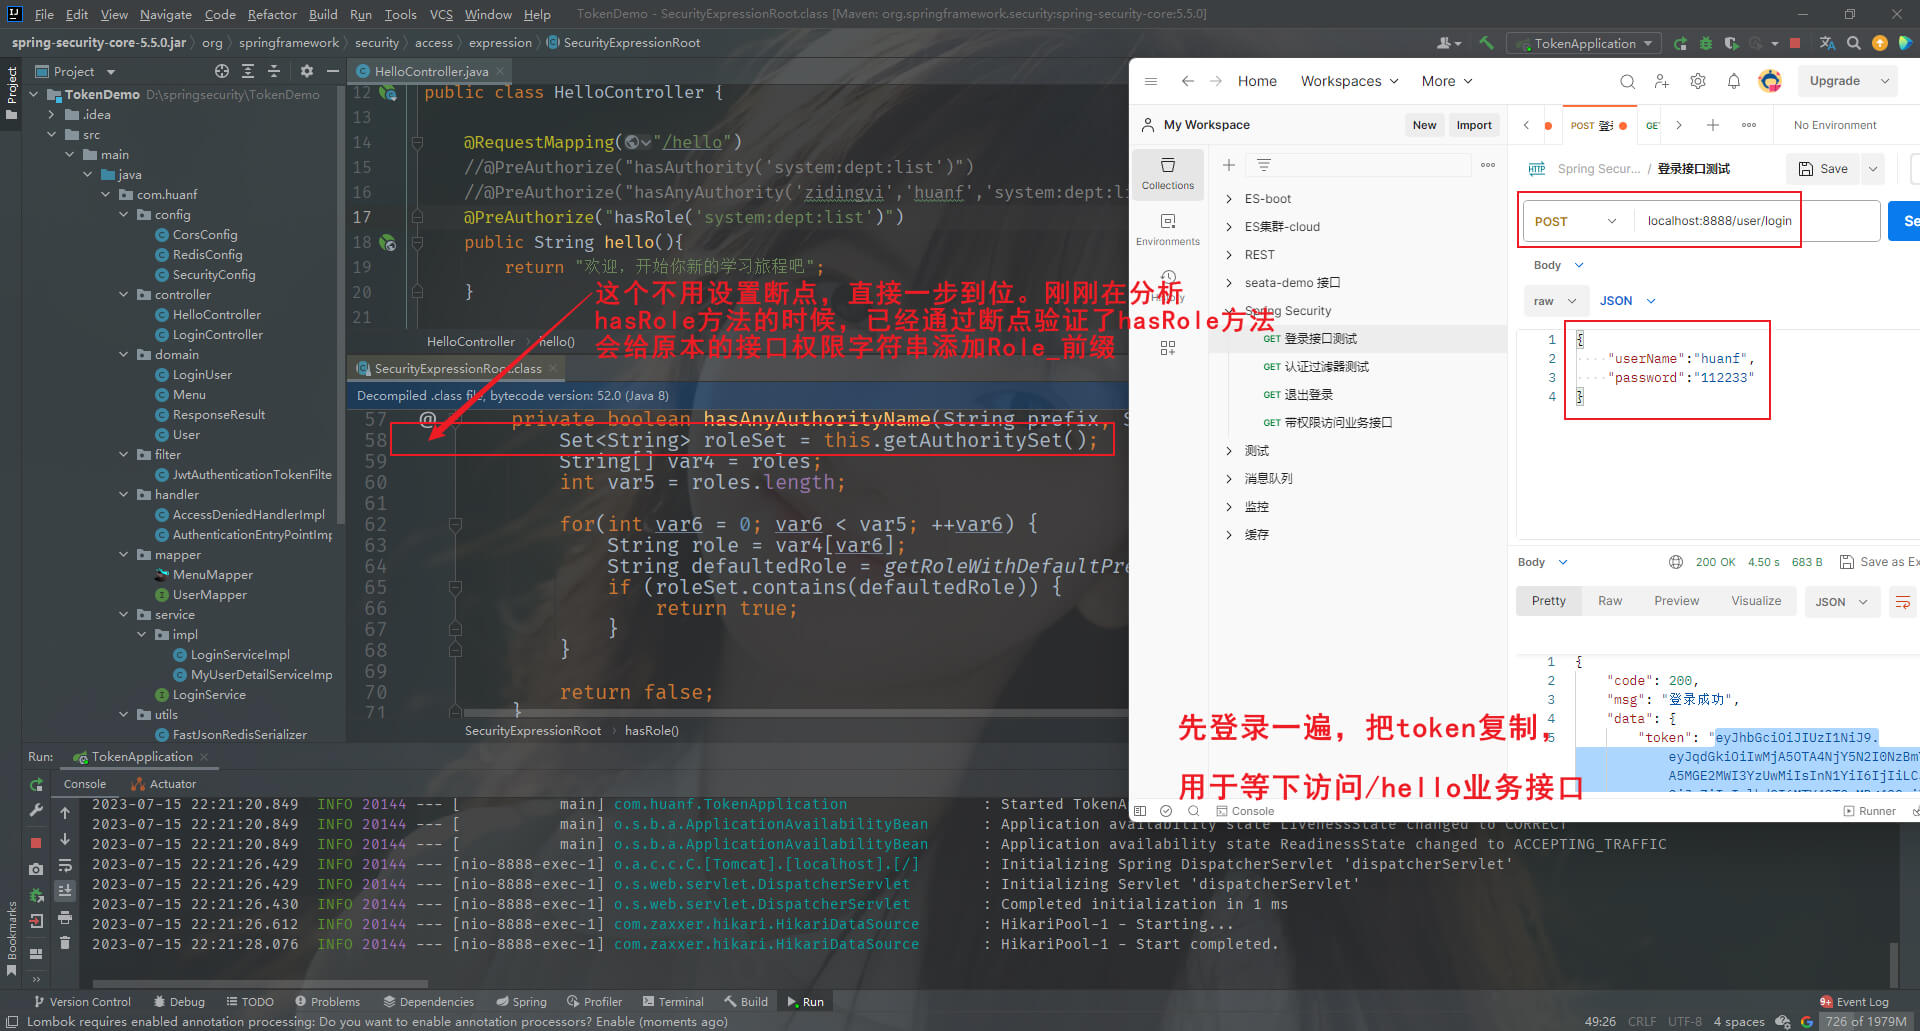 File Edit View Navigate Code Refactor Build Run Tools VCS Window Help TokenDemo - SecurityExpressionRoot.class [Maven: org.springframework.security:spring-security-core:5.5.0]
spring-security-core-5.5.0.jar org springframework security access expression SecurityExpressionRoot TokenApplication
Project
Project
TokenDemo D:\springsecurity\TokenDemo
.idea
src
main
java
com.huanf
config
CorsConfig
RedisConfig
SecurityConfig
controller
HelloController
LoginController
domain
LoginUser
Menu
ResponseResult
User
filter
JwtAuthenticationTokenFilte
handler
AccessDeniedHandlerImpl
AuthenticationEntryPointImp
mapper
MenuMapper
UserMapper
service
impl
LoginServiceImpl
MyUserDetailServiceImp
LoginService
utils
FastJsonRedisSerializer
HelloController.java
12 public class HelloController {
13
14 @RequestMapping("/hello")
15 //@PreAuthorize("hasAuthority('system:dept:list')")
16 //@PreAuthorize("hasAnyAuthority('zidingyi','huanf','system:dept:li
17 @PreAuthorize("hasRole('system:dept:list')")
18 public String hello(){
19 return "欢迎，开始你新的学习旅程吧";
20 }
21
HelloController hello()
这个不用设置断点，直接一步到位。刚刚在分析
hasRole方法的时候，已经通过断点验证了hasRole方法
会给原本的接口权限字符串添加Role_前缀
SecurityExpressionRoot.class
Decompiled .class file, bytecode version: 52.0 (Java 8)
57 @ private boolean hasAnyAuthorityName(String prefix, S
58 Set<String> roleSet = this.getAuthoritySet();
59 String[] var4 = roles;
60 int var5 = roles.length;
61
62 for(int var6 = 0; var6 < var5; ++var6) {
63 String role = var4[var6];
64 String defaultedRole = getRoleWithDefaultPre
65 if (roleSet.contains(defaultedRole)) {
66 return true;
67 }
68 }
69
70 return false;
71 }
SecurityExpressionRoot hasRole()
Home Workspaces More Upgrade
My Workspace New Import
POST 登录 GET No Environment
Collections
Environments
History
ES-boot
ES集群-cloud
REST
seata-demo 接口
Spring Security
GET 登录接口测试
GET 认证过滤器测试
GET 退出登录
GET 带权限访问业务接口
测试
消息队列
监控
缓存
HTTP Spring Secur... / 登录接口测试 Save
POST localhost:8888/user/login Se
Body
raw JSON
1 {
2 "userName":"huanf",
3 "password":"112233"
4 }
Body 200 OK 4.50 s 683 B Save as Ex
Pretty Raw Preview Visualize JSON
1 {
2 "code": 200,
3 "msg": "登录成功",
4 "data": {
5 "token": "eyJhbGciOiJIUzI1NiJ9.
先登录一遍，把token复制，
用于等下访问/hello业务接口
Console Runner
Run: TokenApplication
Console Actuator
2023-07-15 22:21:20.849 INFO 20144 --- [ main] com.huanf.TokenApplication : Started TokenA
2023-07-15 22:21:20.849 INFO 20144 --- [ main] o.s.b.a.ApplicationAvailabilityBean : Application availability state LivenessState changed to CORRECT
2023-07-15 22:21:20.849 INFO 20144 --- [ main] o.s.b.a.ApplicationAvailabilityBean : Application availability state ReadinessState changed to ACCEPTING_TRAFFIC
2023-07-15 22:21:26.429 INFO 20144 --- [nio-8888-exec-1] o.a.c.c.C.[Tomcat].[localhost].[/] : Initializing Spring DispatcherServlet 'dispatcherServlet'
2023-07-15 22:21:26.429 INFO 20144 --- [nio-8888-exec-1] o.s.web.servlet.DispatcherServlet : Initializing Servlet 'dispatcherServlet'
2023-07-15 22:21:26.430 INFO 20144 --- [nio-8888-exec-1] o.s.web.servlet.DispatcherServlet : Completed initialization in 1 ms
2023-07-15 22:21:26.612 INFO 20144 --- [nio-8888-exec-1] com.zaxxer.hikari.HikariDataSource : HikariPool-1 - Starting...
2023-07-15 22:21:28.076 INFO 20144 --- [nio-8888-exec-1] com.zaxxer.hikari.HikariDataSource : HikariPool-1 - Start completed.
Bookmarks
Version Control Debug TODO Problems Dependencies Spring Profiler Terminal Build Run 9+ Event Log
Lombok requires enabled annotation processing: Do you want to enable annotation processors? Enable (moments ago) 49:26 CRLF UTF-8 4 spaces 726 of 1979M